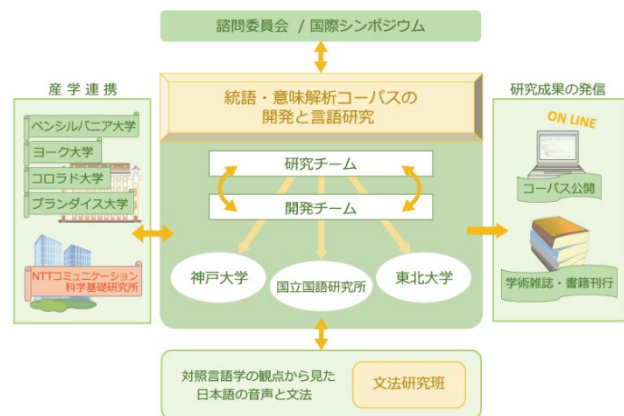 諮問委員会 / 国際シンポジウム
産学連携
ペンシルバニア大学
ヨーク大学
コロラド大学
ブランダイス大学
NTTコミュニケーション
科学基礎研究所
統語・意味解析コーパスの
開発と言語研究
研究チーム
開発チーム
神戸大学
国立国語研究所
東北大学
研究成果の発信
ON LINE
コーパス公開
学術雑誌・書籍刊行
対照言語学の観点から見た
日本語の音声と文法
文法研究班